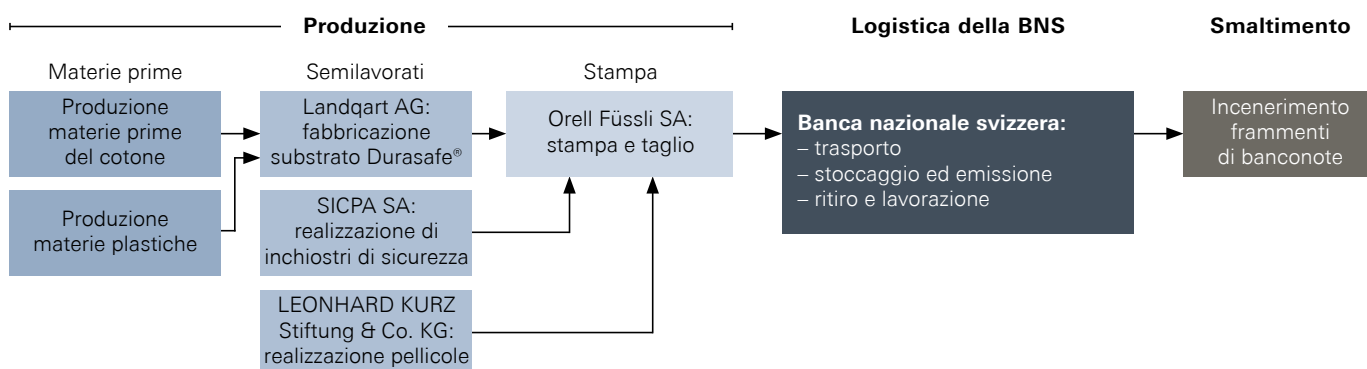 Produzione
Logistica della BNS
Smaltimento
Materie prime
Semilavorati
Stampa
Produzione
materie prime
del cotone
Produzione
materie plastiche
Landqart AG:
fabbricazione
substrato Durasafe®
SICPA SA:
realizzazione di
inchiostri di sicurezza
LEONHARD KURZ
Stiftung & Co. KG:
realizzazione pellicole
Orell Füssli SA:
stampa e taglio
Banca nazionale svizzera:
– trasporto
– stoccaggio ed emissione
– ritiro e lavorazione
Incenerimento
frammenti
di banconote